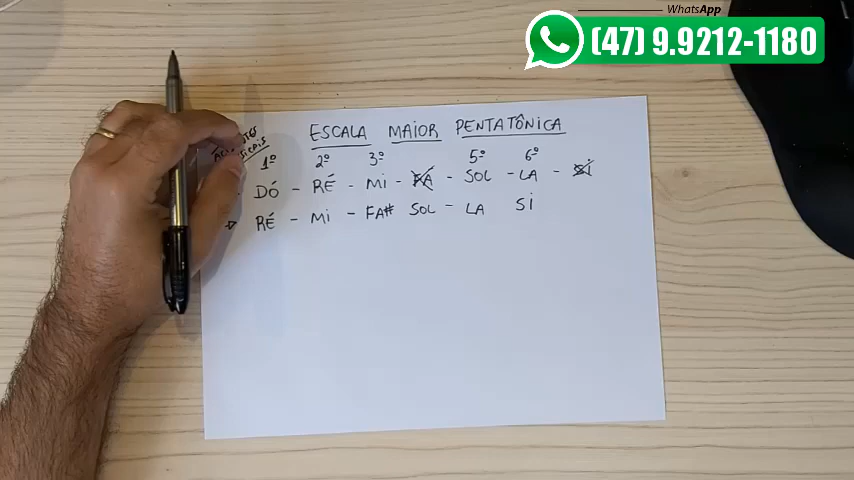 WhatsApp
(47) 9.9212-1180
ESCALA MAIOR PENTATÔNICA
1º 2º 3º 5º 6º
DÓ - RÉ - Mi - FA - SOL - LA - Si
RÉ - Mi - FA# SOL - LA Si